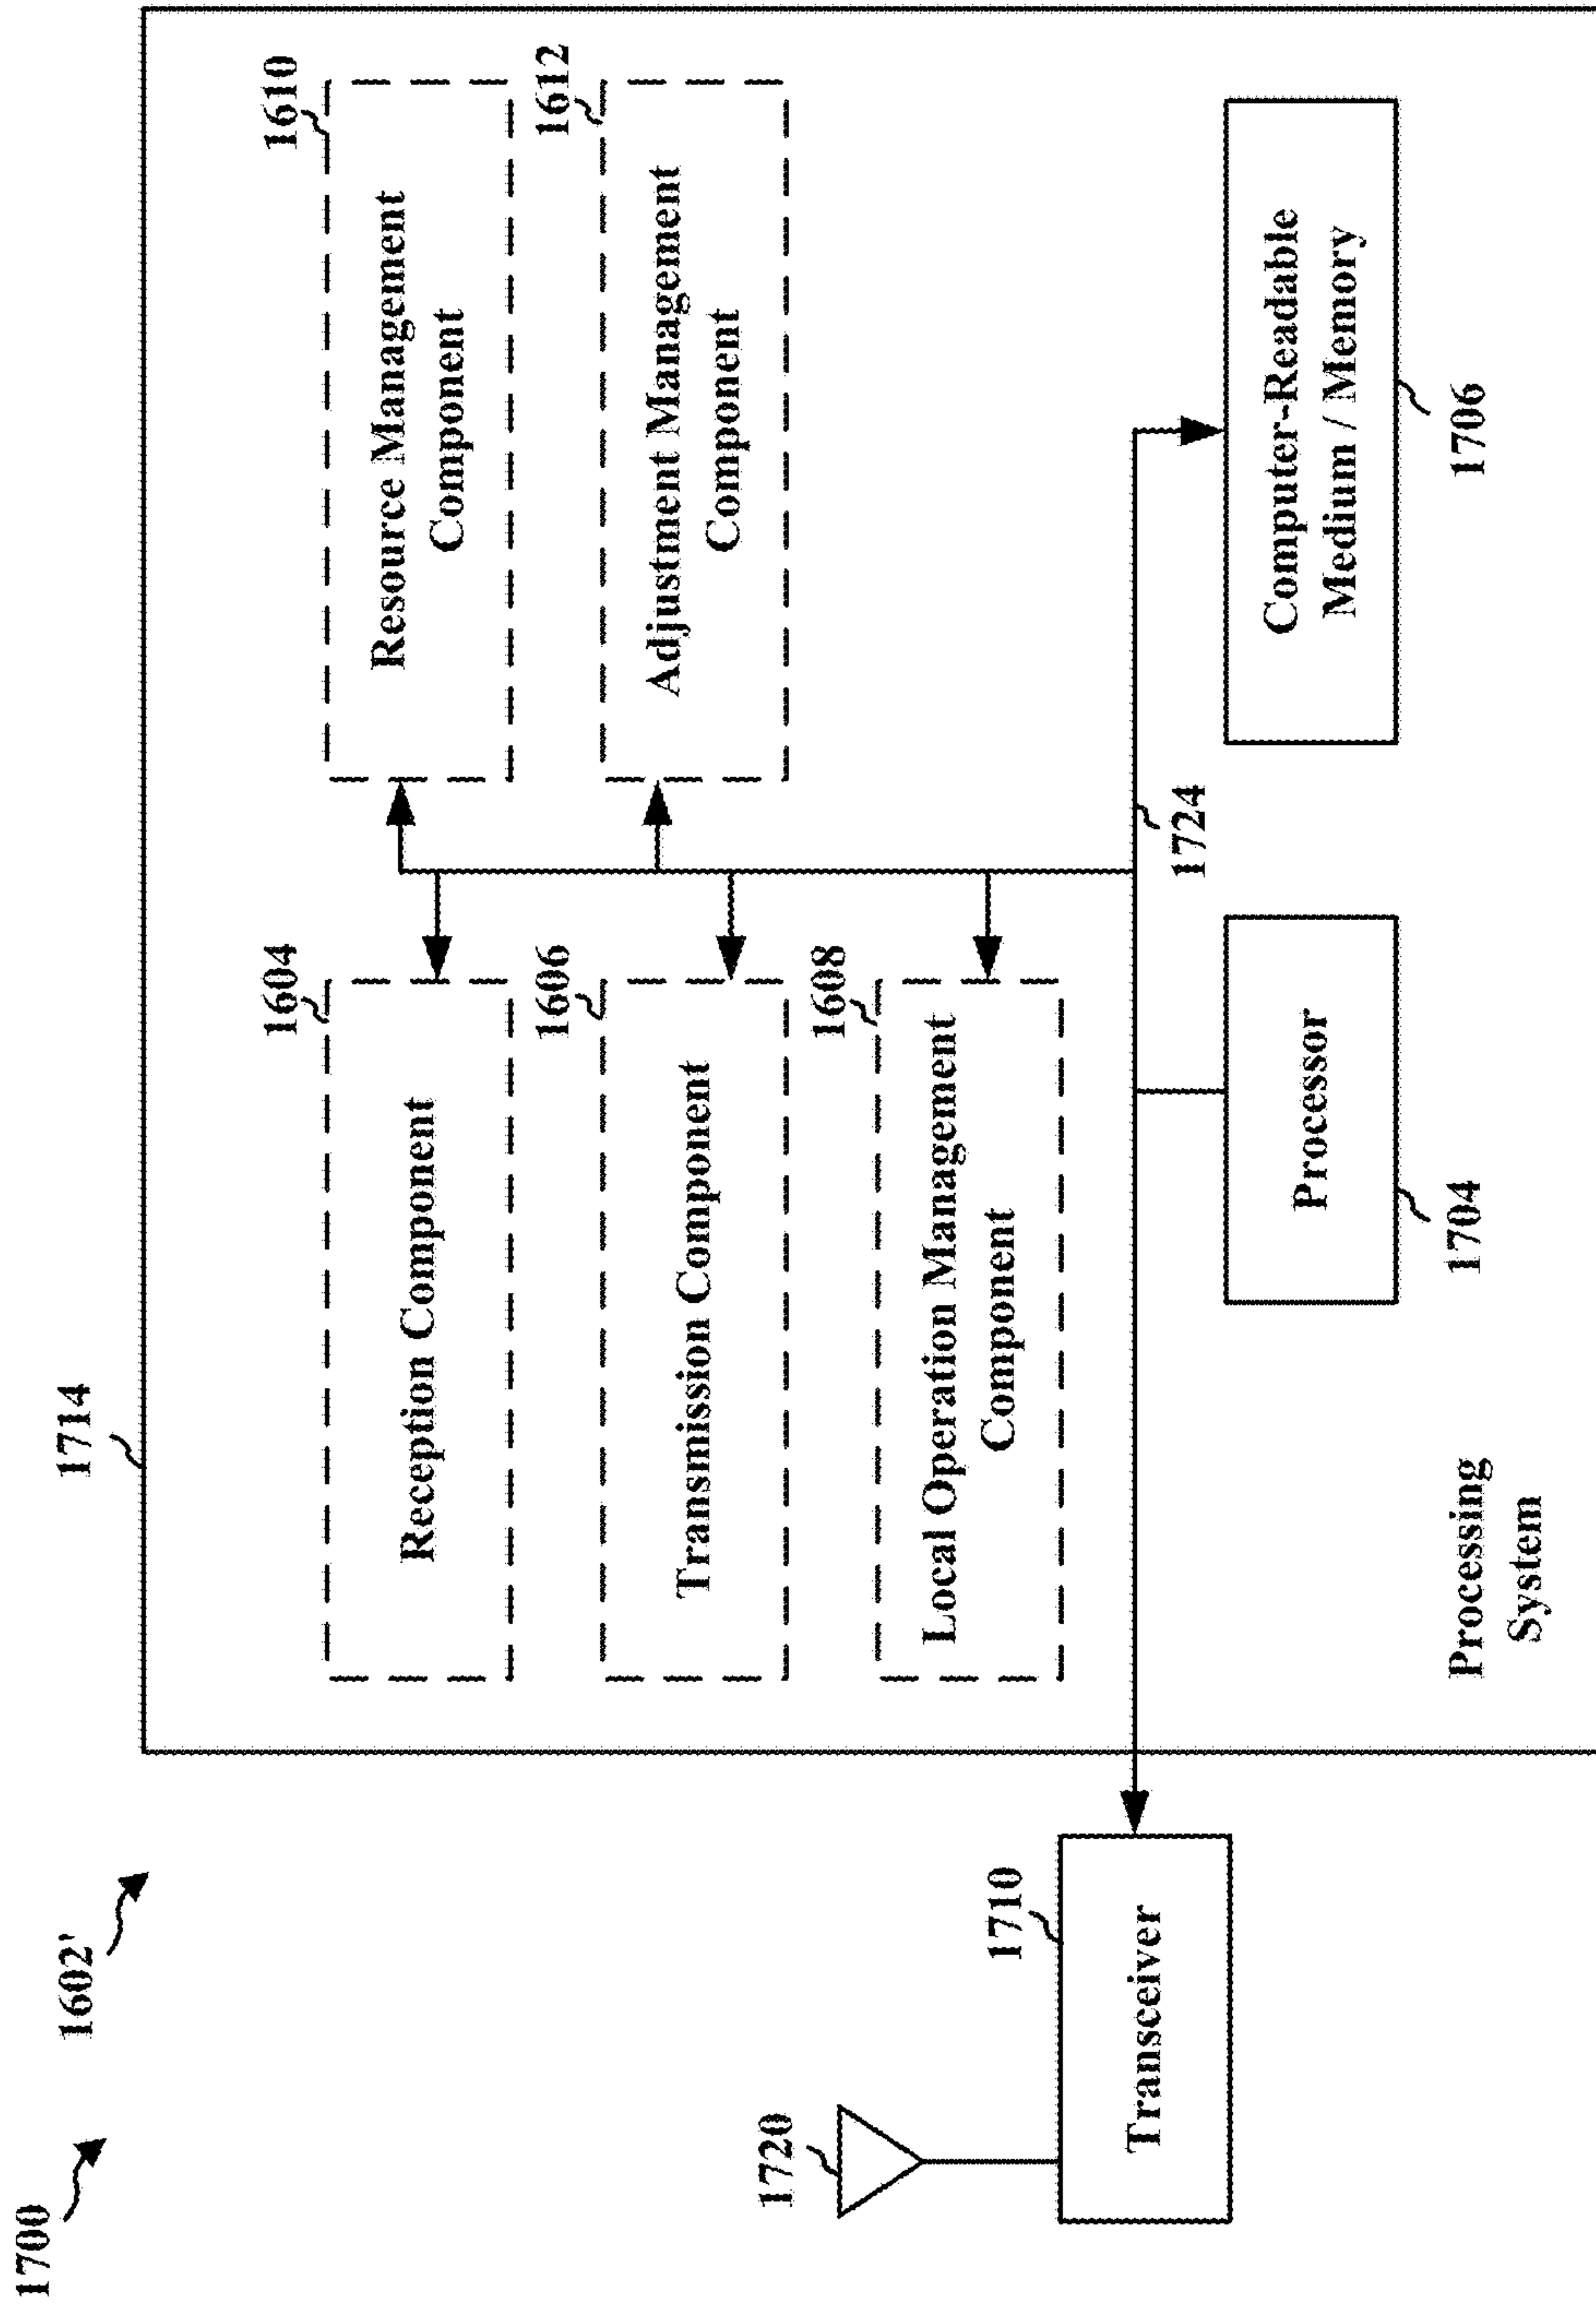 1700
1602'
1714
1604
Reception Component
1610
Resource Management
Component
1606
Transmission Component
1612
Adjustment Management
Component
1608
Local Operation Management
Component
1720
1710
Transceiver
1724
Processor
1704
Computer-Readable
Medium / Memory
1706
Processing
System